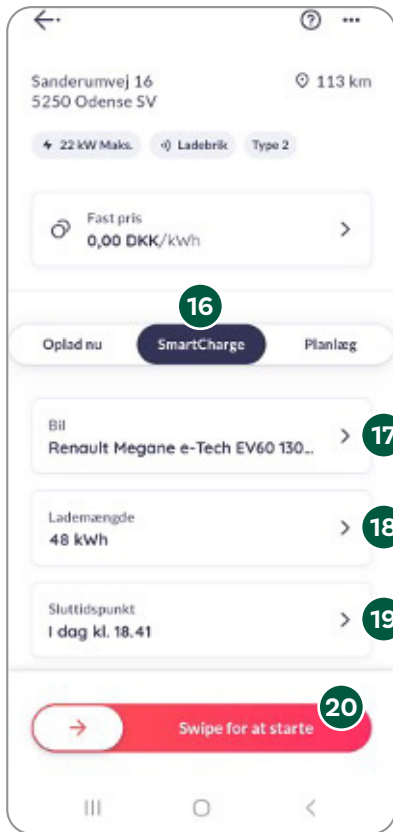 Sanderumvej 16
113 km
5250 Odense SV
22 kW Maks.
Ladebrik
Type 2
Fast pris
0,00 DKK/kWh
16
Oplad nu
SmartCharge
Planlæg
Bil
Renault Megane e-Tech EV60 130...
17
Lademængde
48 kWh
18
Sluttidspunkt
I dag kl. 18.41
19
20
Swipe for at starte